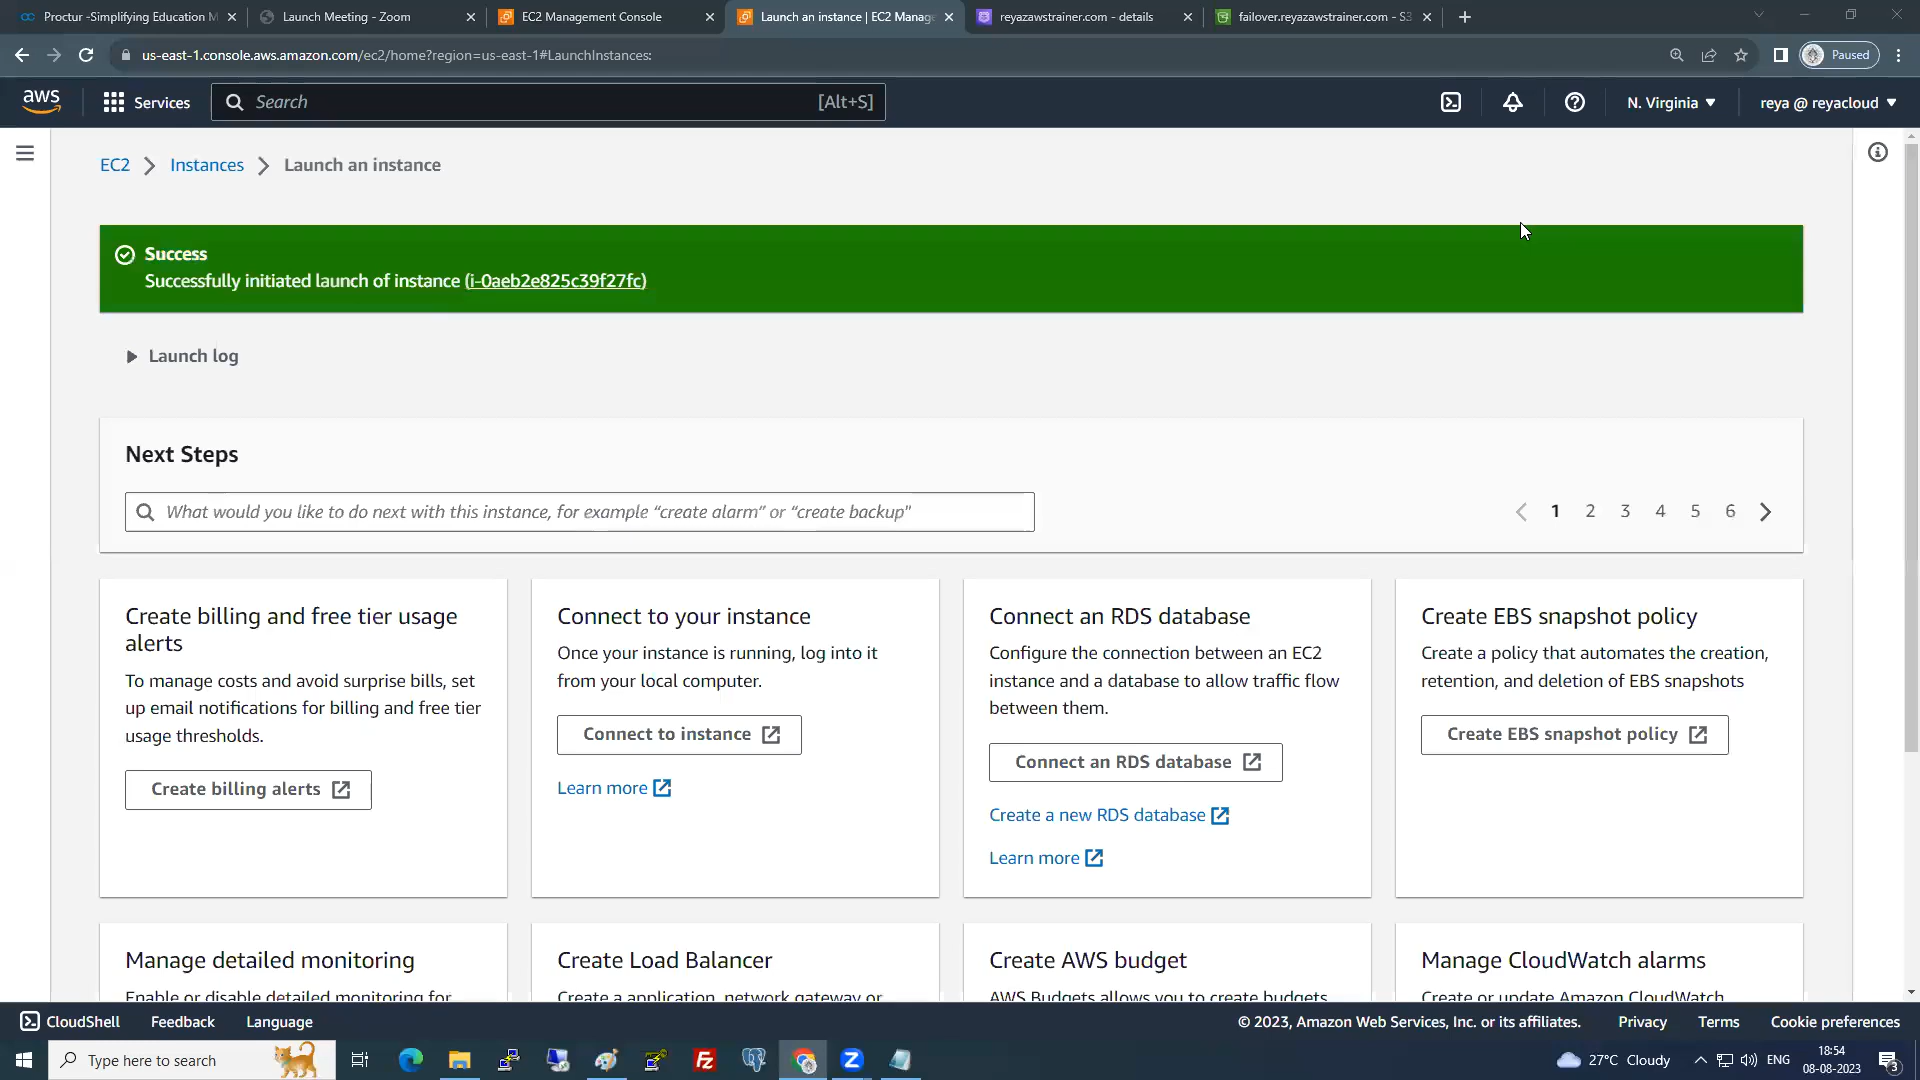 Proctur -Simplifying Education M
Launch Meeting - Zoom
EC2 Management Console
Launch an instance | EC2 Manag
reyazawstrainer.com - details
failover.reyazawstrainer.com - S3
us-east-1.console.aws.amazon.com/ec2/home?region=us-east-1#LaunchInstances:
Paused
aws
Services
Search
[Alt+S]
N. Virginia
reya @ reyacloud
EC2
Instances
Launch an instance
Success
Successfully initiated launch of instance (i-0aeb2e825c39f27fc)
Launch log
Next Steps
What would you like to do next with this instance, for example “create alarm” or “create backup”
1 2 3 4 5 6
Create billing and free tier usage
alerts
To manage costs and avoid surprise bills, set
up email notifications for billing and free tier
usage thresholds.
Create billing alerts
Connect to your instance
Once your instance is running, log into it
from your local computer.
Connect to instance
Learn more
Connect an RDS database
Configure the connection between an EC2
instance and a database to allow traffic flow
between them.
Connect an RDS database
Create a new RDS database
Learn more
Create EBS snapshot policy
Create a policy that automates the creation,
retention, and deletion of EBS snapshots
Create EBS snapshot policy
Manage detailed monitoring
Enable or disable detailed monitoring for
Create Load Balancer
Create a application, network gateway or
Create AWS budget
AWS Budgets allows you to create budgets,
Manage CloudWatch alarms
Create or update Amazon CloudWatch
CloudShell
Feedback
Language
© 2023, Amazon Web Services, Inc. or its affiliates.
Privacy
Terms
Cookie preferences
Type here to search
27°C Cloudy
ENG
18:54
08-08-2023
3